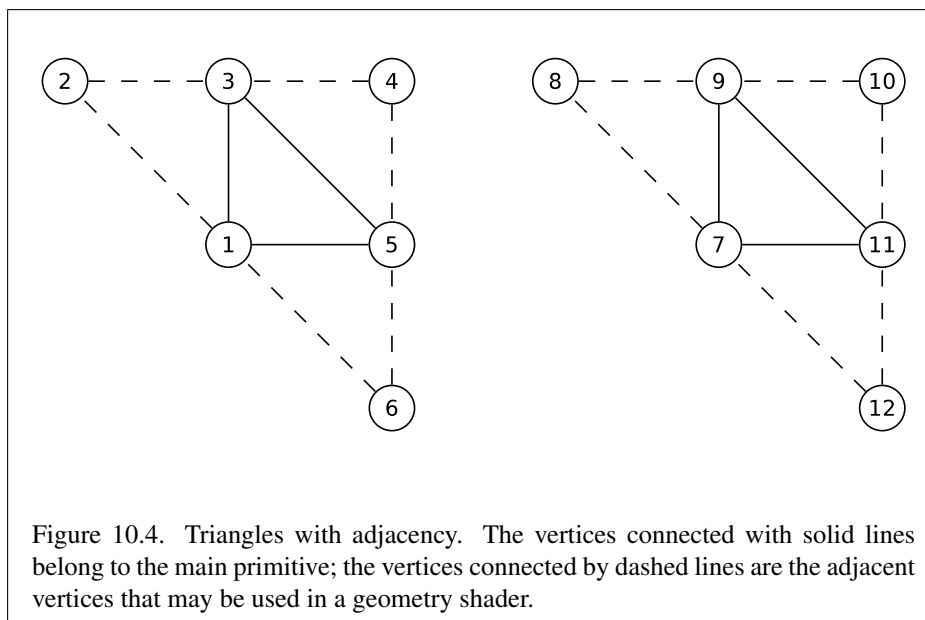 2 3 4 8 9 10
1 5 7 11
6 12
Figure 10.4. Triangles with adjacency. The vertices connected with solid lines
belong to the main primitive; the vertices connected by dashed lines are the adjacent
vertices that may be used in a geometry shader.